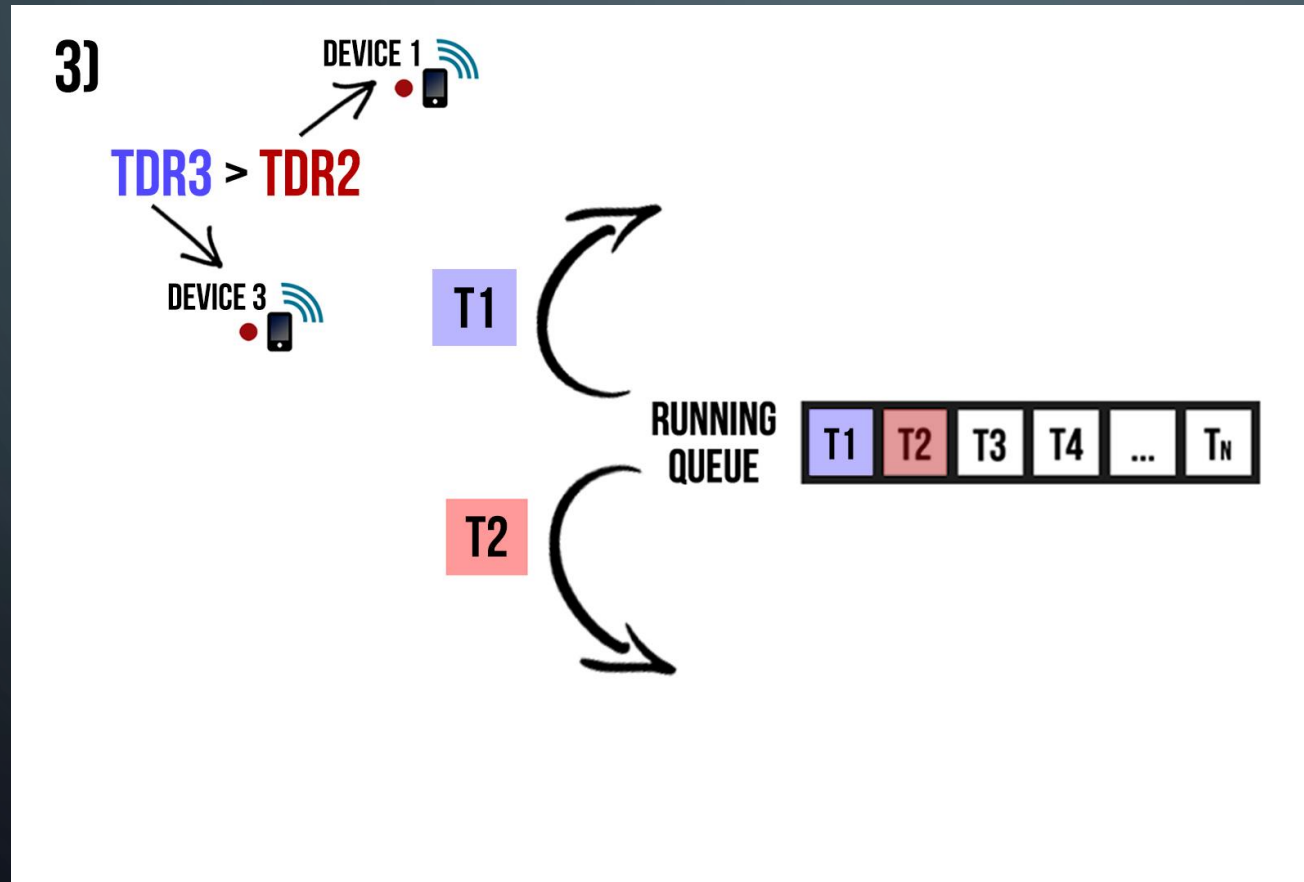 3)
DEVICE 1
TDR3 > TDR2
DEVICE 3
T1
RUNNING
QUEUE
T1 T2 T3 T4 ... TN
T2